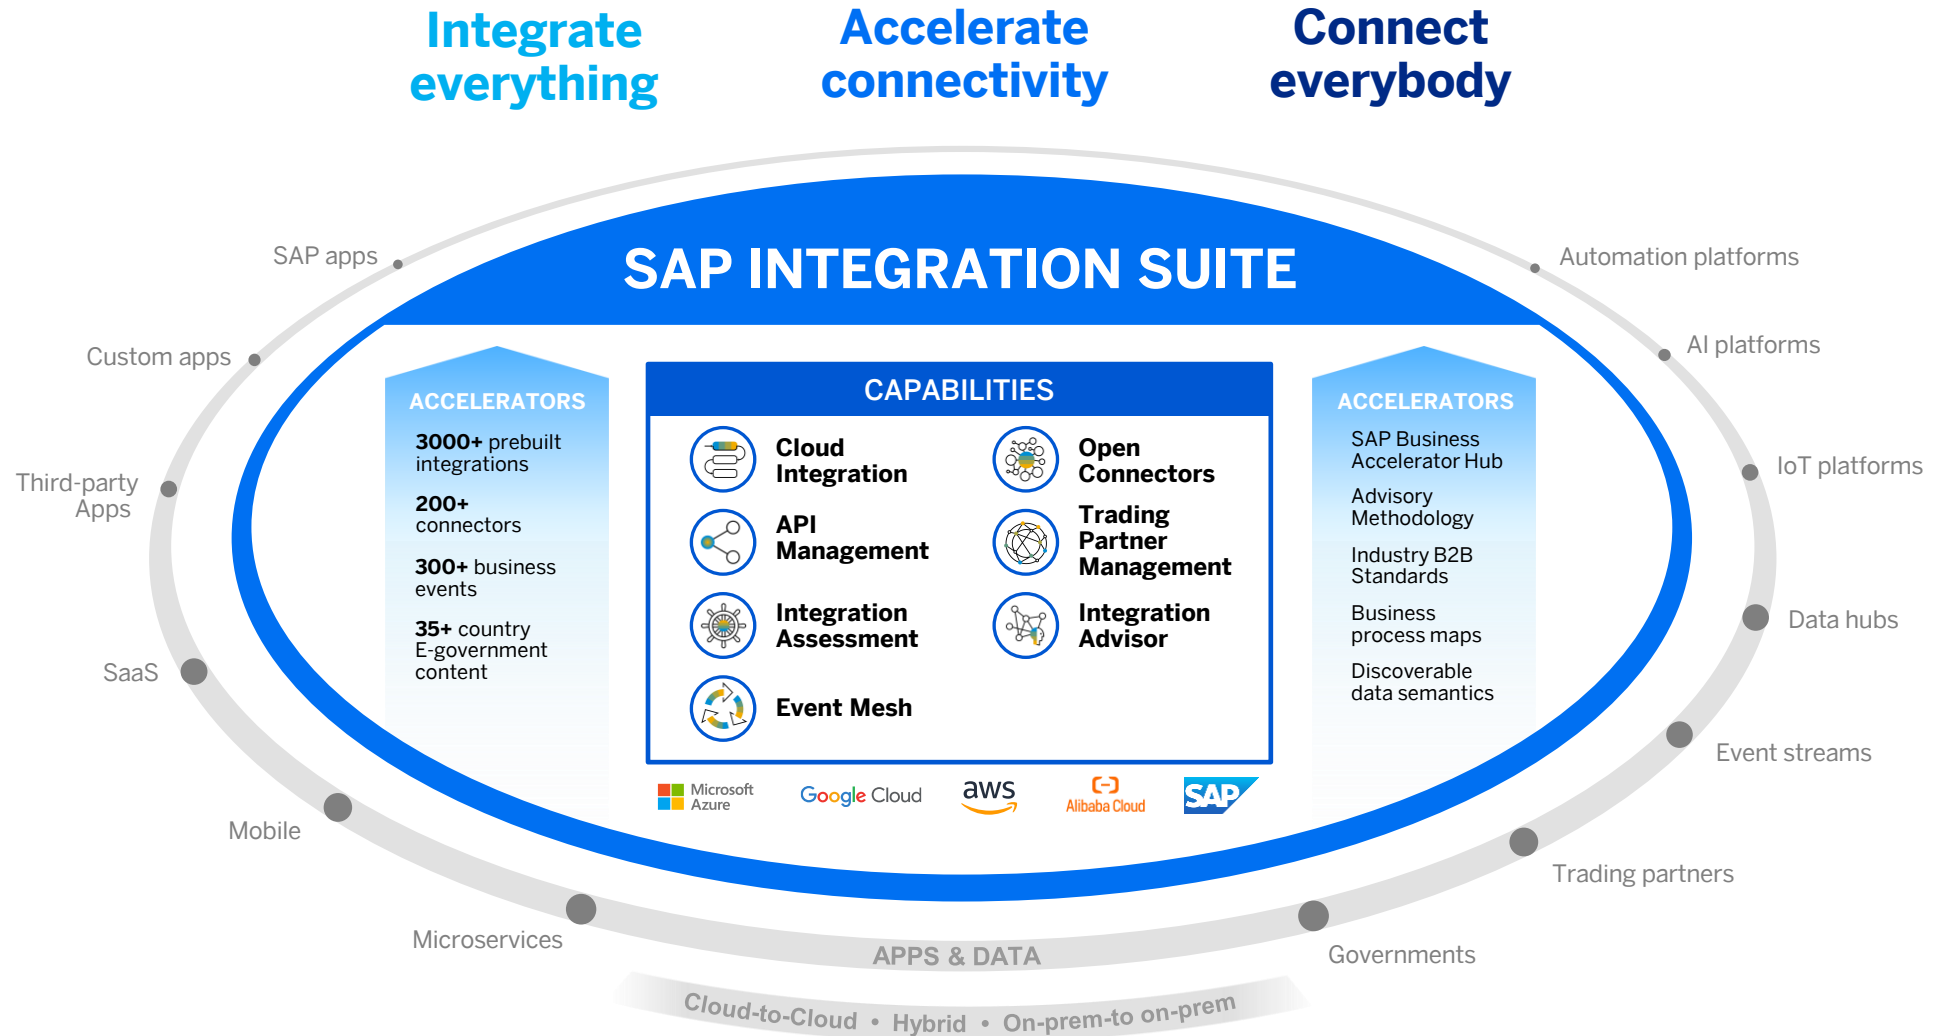 Integrate
everything
Accelerate
connectivity
Connect
everybody
SAP INTEGRATION SUITE
SAP apps
Custom apps
Third-party
Apps
SaaS
Mobile
Microservices
ACCELERATORS
3000+ prebuilt
integrations
200+
connectors
300+ business
events
35+ country
E-government
content
CAPABILITIES
Cloud
Integration
API
Management
Integration
Assessment
Event Mesh
Open
Connectors
Trading
Partner
Management
Integration
Advisor
Microsoft
Azure
Google Cloud
aws
Alibaba Cloud
SAP
ACCELERATORS
SAP Business
Accelerator Hub
Advisory
Methodology
Industry B2B
Standards
Business
process maps
Discoverable
data semantics
Automation platforms
AI platforms
IoT platforms
Data hubs
Event streams
Trading partners
Governments
APPS & DATA
Cloud-to-Cloud • Hybrid • On-prem-to on-prem